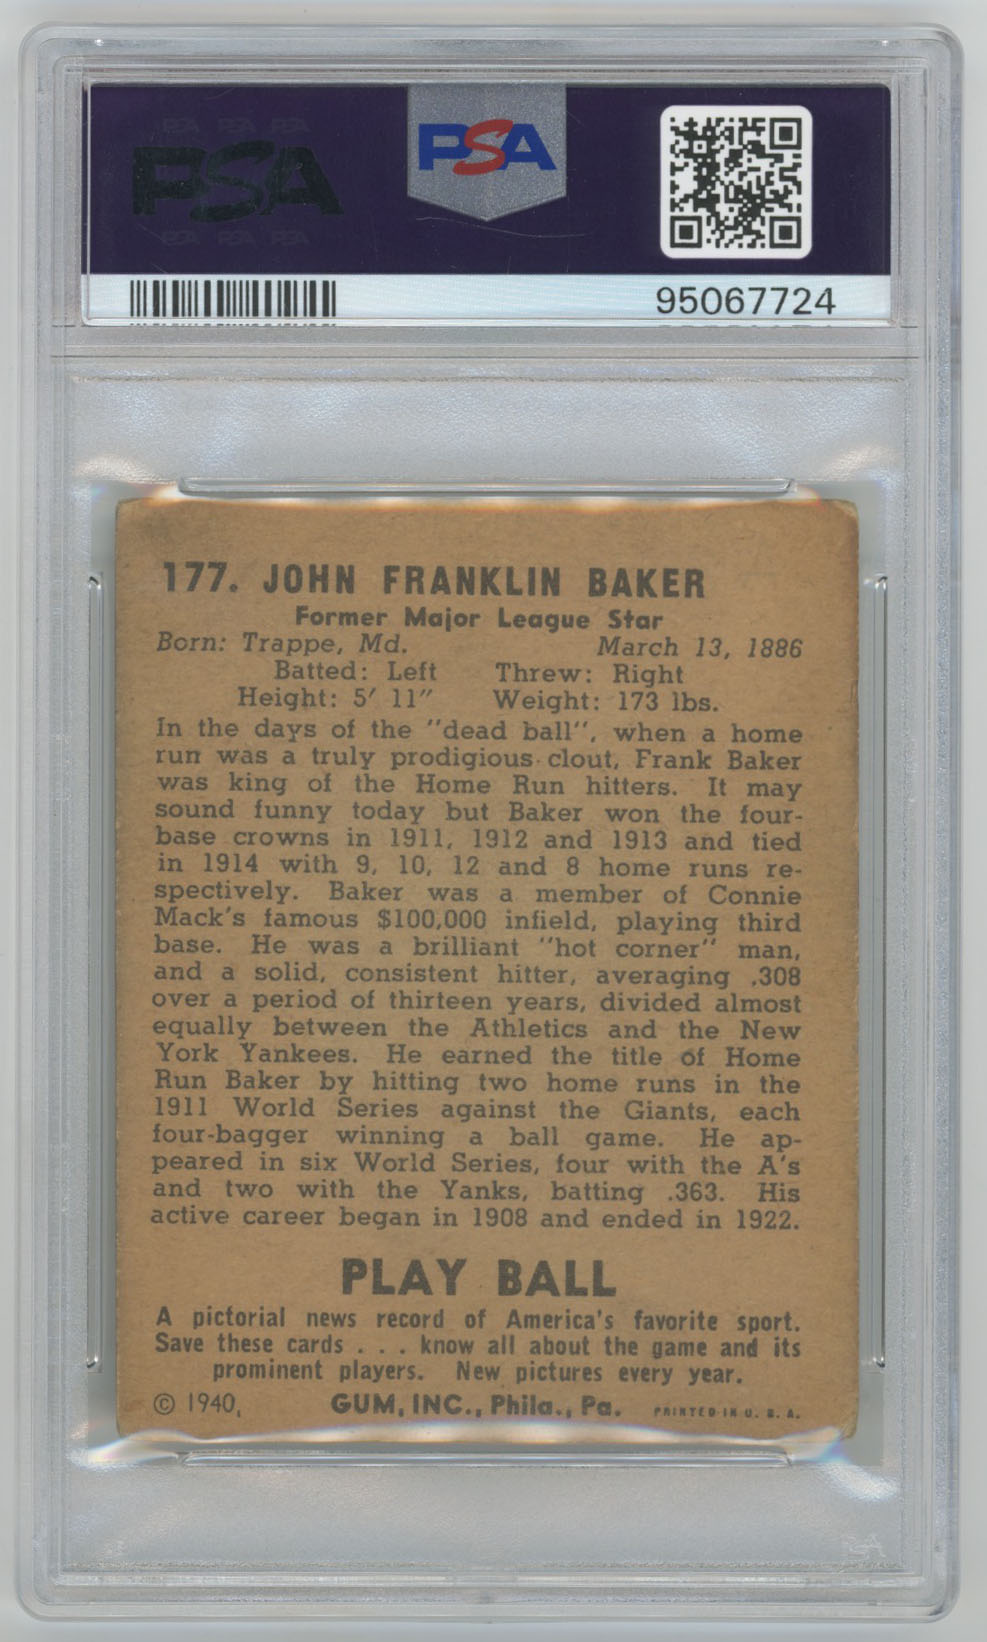 PSA PSA PSA
PSA
PSA PSA PSA
PSA
95067724
177. JOHN FRANKLIN BAKER
Former Major League Star
Born: Trappe, Md. March 13, 1886
Batted: Left Threw: Right
Height: 5′ 11″ Weight: 173 lbs.
In the days of the "dead ball", when a home
run was a truly prodigious clout, Frank Baker
was king of the Home Run hitters. It may
sound funny today but Baker won the four-
base crowns in 1911, 1912 and 1913 and tied
in 1914 with 9, 10, 12 and 8 home runs re-
spectively. Baker was a member of Connie
Mack's famous $100,000 infield, playing third
base. He was a brilliant "hot corner" man,
and a solid, consistent hitter, averaging .308
over a period of thirteen years, divided almost
equally between the Athletics and the New
York Yankees. He earned the title of Home
Run Baker by hitting two home runs in the
1911 World Series against the Giants, each
four-bagger winning a ball game. He ap-
peared in six World Series, four with the A's
and two with the Yanks, batting .363. His
active career began in 1908 and ended in 1922.
PLAY BALL
A pictorial news record of America's favorite sport.
Save these cards . . . know all about the game and its
prominent players. New pictures every year.
© 1940, GUM, INC., Phila., Pa. PRINTED IN U. S. A.